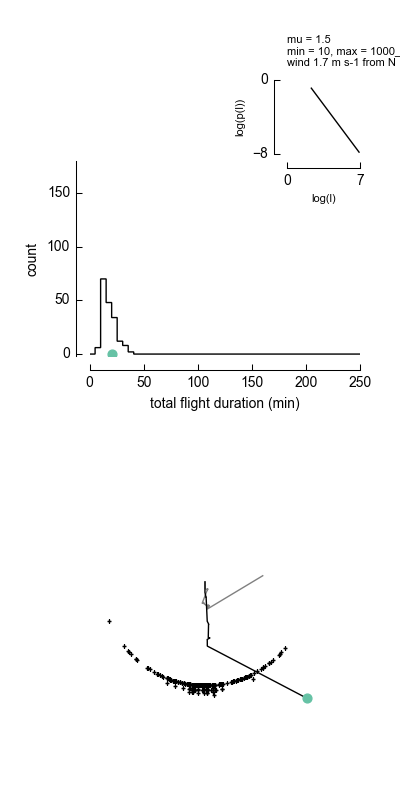 mu = 1.5
min = 10, max = 1000_
wind 1.7 m s-1 from N
0
log(p(l))
−8
0
7
log(l)
150
100
count
50
0
0
50
100
150
200
250
total flight duration (min)